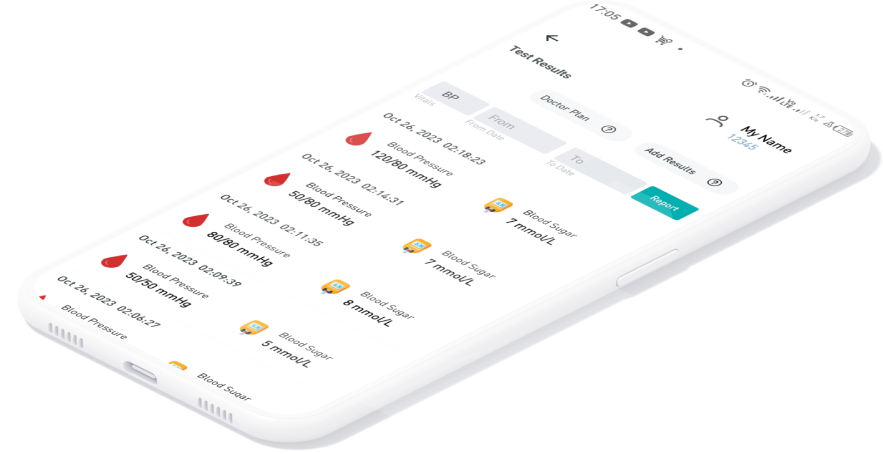 17:05
Test Results
My Name
12345
Doctor Plan
Add Results
BP
Vitals
From
From Date
To
To Date
Report
Oct 26, 2023 02:18:23
Blood Pressure
120/80 mmHg
Blood Sugar
7 mmol/L
Oct 26, 2023 02:14:31
Blood Pressure
50/80 mmHg
Blood Sugar
7 mmol/L
Oct 26, 2023 02:11:35
Blood Pressure
80/80 mmHg
Blood Sugar
8 mmol/L
Oct 26, 2023 02:09:39
Blood Pressure
50/50 mmHg
Blood Sugar
5 mmol/L
Oct 26, 2023 02:06:27
Blood Pressure
Blood Sugar